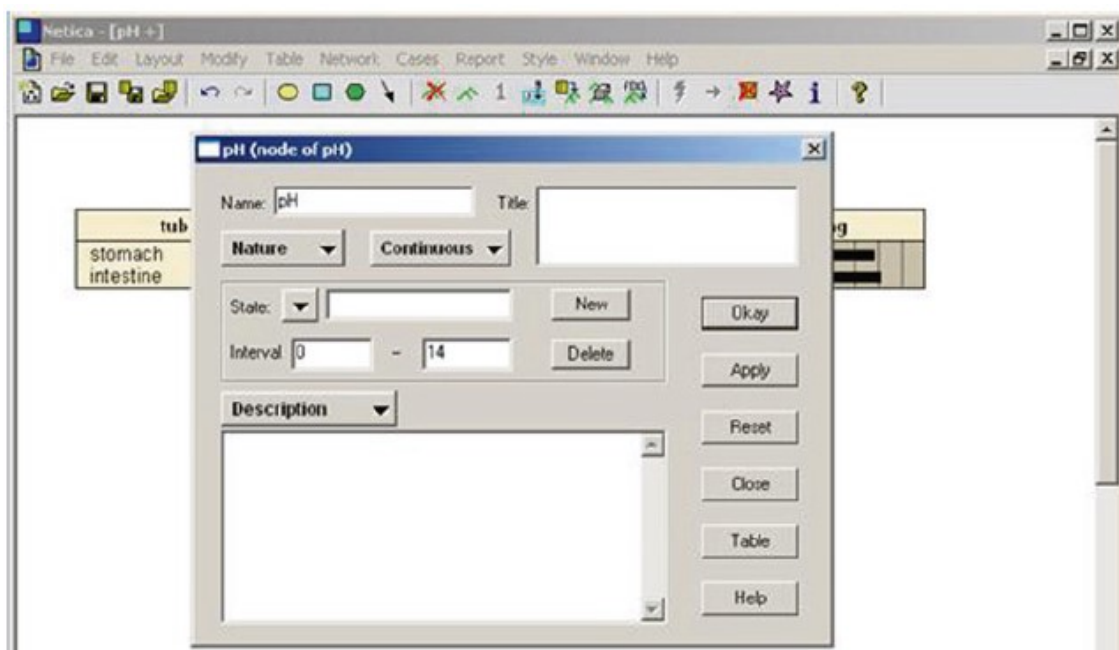 Netica - [pH +]
File Edit Layout Modify Table Network Cases Report Style Window Help
1 f(x) i ?
pH (node of pH)
Name: pH Title:
Nature Continuous
State: New
Interval 0 - 14 Delete
Description
Okay
Apply
Reset
Close
Table
Help
tub
stomach
intestine